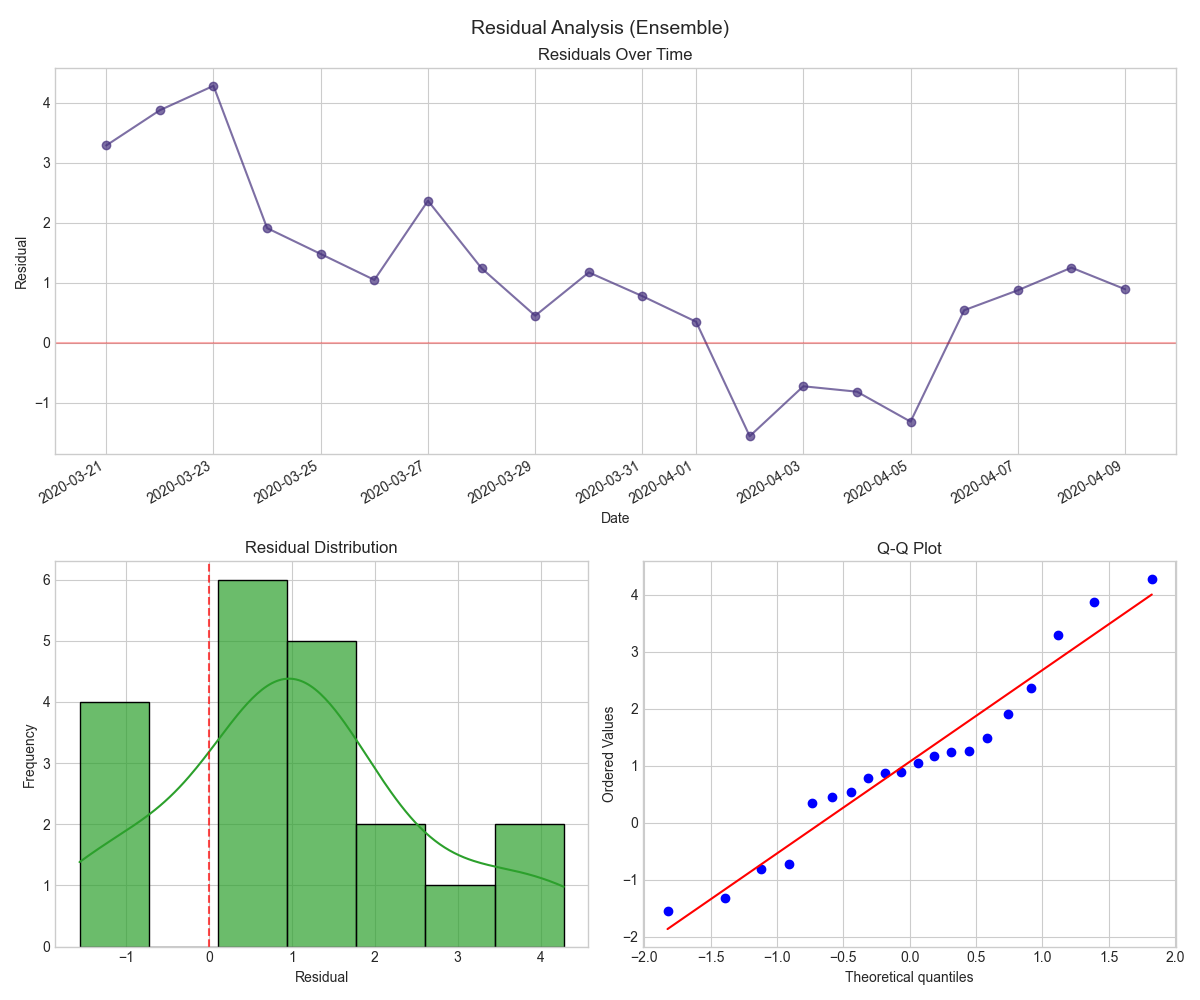 Residual Analysis (Ensemble)
Residuals Over Time
Residual
4
3
2
1
0
−1
2020-03-21
2020-03-23
2020-03-25
2020-03-27
2020-03-29
2020-03-31
2020-04-01
2020-04-03
2020-04-05
2020-04-07
2020-04-09
Date
Residual Distribution
Frequency
6
5
4
3
2
1
0
−1 0 1 2 3 4
Residual
Q-Q Plot
Ordered Values
4
3
2
1
0
−1
−2
−2.0 −1.5 −1.0 −0.5 0.0 0.5 1.0 1.5 2.0
Theoretical quantiles